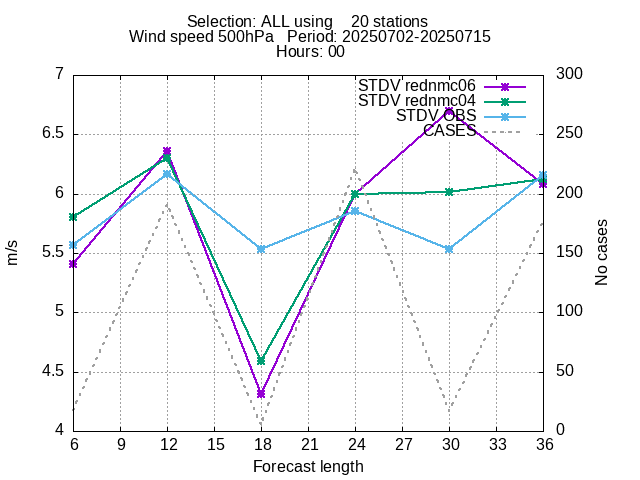 Selection: ALL using    20 stations
Wind speed 500hPa   Period: 20250702-20250715
Hours: 00
7
300
STDV rednmc06
STDV rednmc04
STDV OBS
CASES
6.5
250
6
200
5.5
150
m/s
No cases
5
100
4.5
50
4
0
6 9 12 15 18 21 24 27 30 33 36
Forecast length